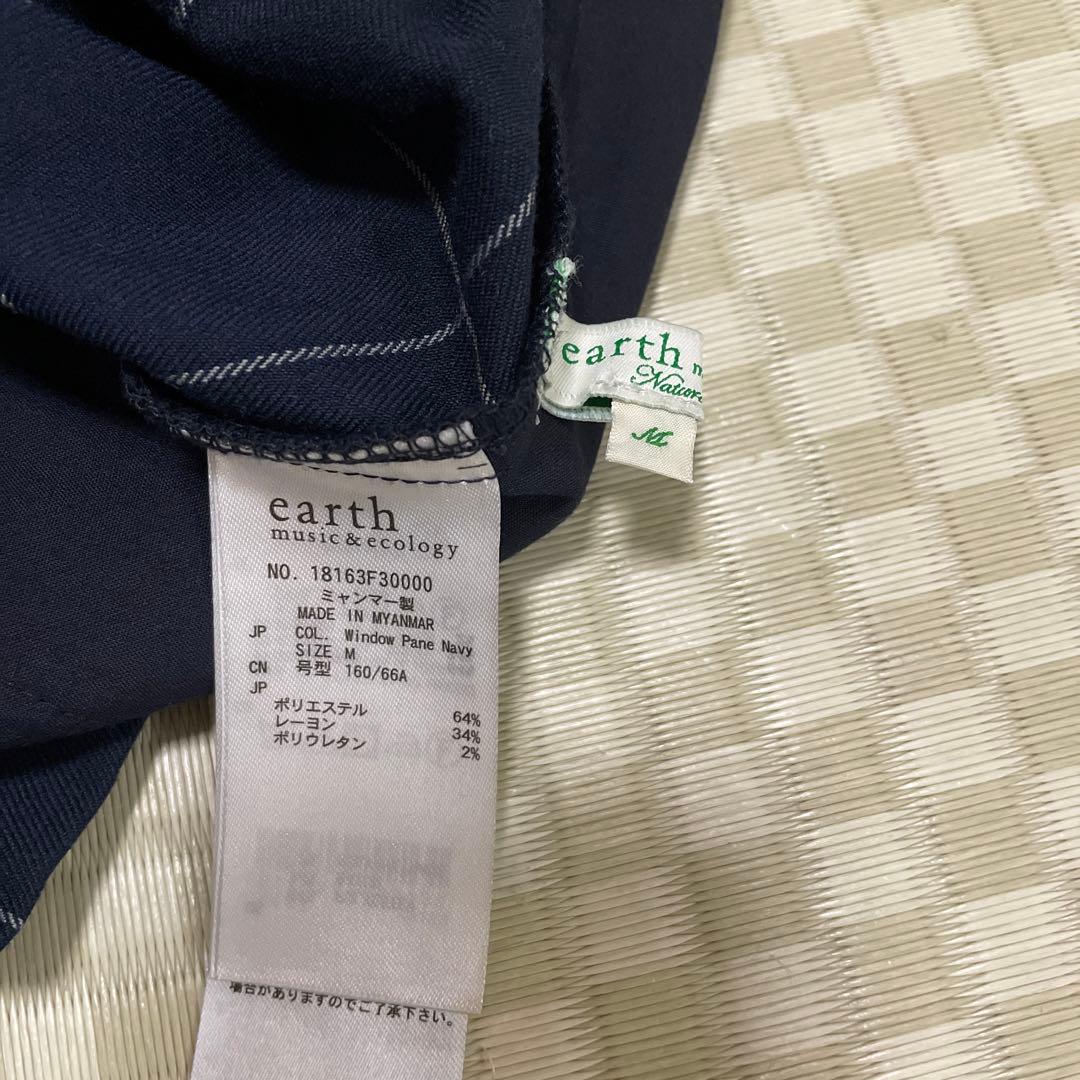 earth
Natur
M
earth
music&ecology
NO. 18163F30000
ミャンマー製
MADE IN MYANMAR
JP COL. Window Pane Navy
SIZE M
CN 号型 160/66A
JP
ポリエステル 64%
レーヨン 34%
ポリウレタン 2%
場合がありますのでご了承下さい。